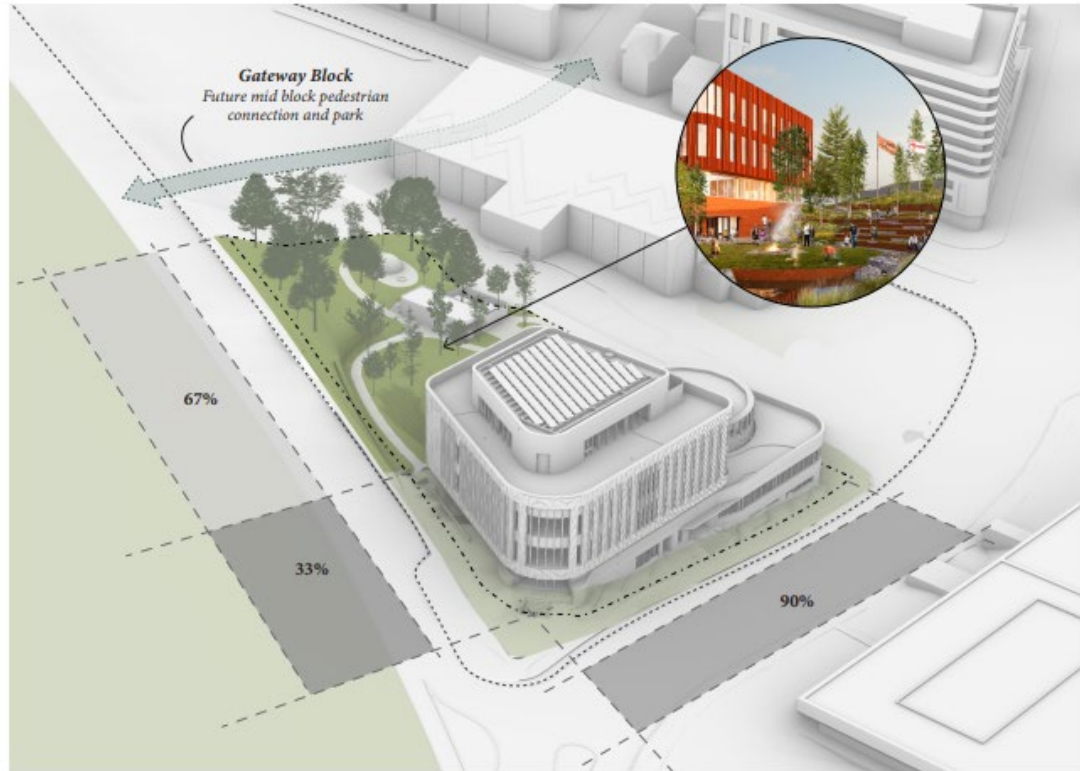 Gateway Block
Future mid block pedestrian
connection and park
67%
33%
90%